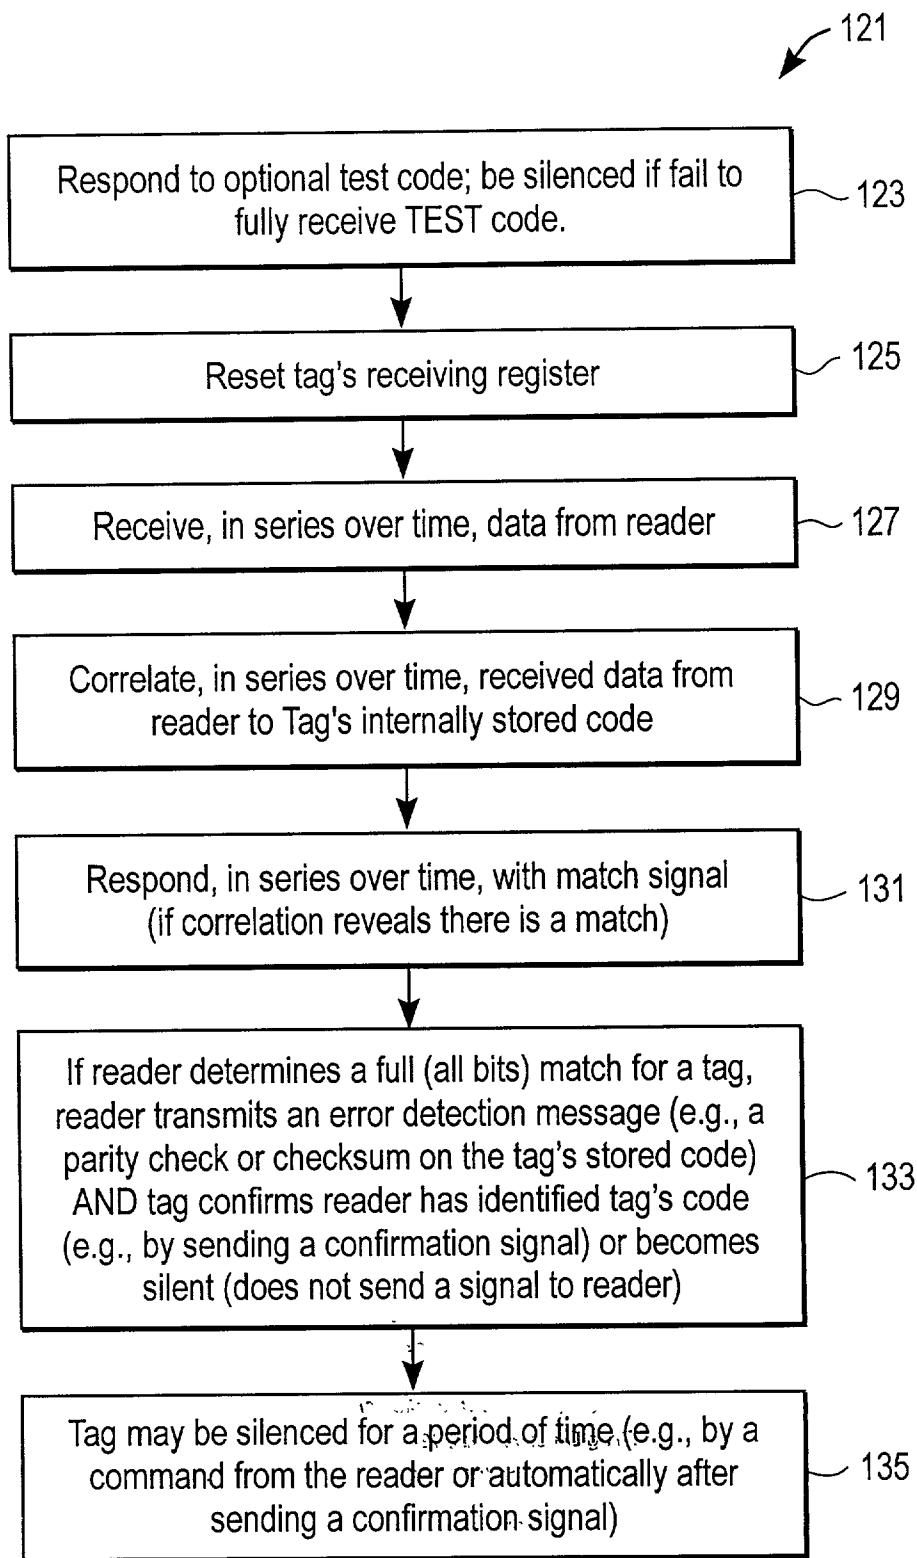 121
Respond to optional test code; be silenced if fail to
fully receive TEST code.
123
Reset tag's receiving register
125
Receive, in series over time, data from reader
127
Correlate, in series over time, received data from
reader to Tag's internally stored code
129
Respond, in series over time, with match signal
(if correlation reveals there is a match)
131
If reader determines a full (all bits) match for a tag,
reader transmits an error detection message (e.g., a
parity check or checksum on the tag's stored code)
AND tag confirms reader has identified tag's code
(e.g., by sending a confirmation signal) or becomes
silent (does not send a signal to reader)
133
Tag may be silenced for a period of time (e.g., by a
command from the reader or automatically after
sending a confirmation signal)
135